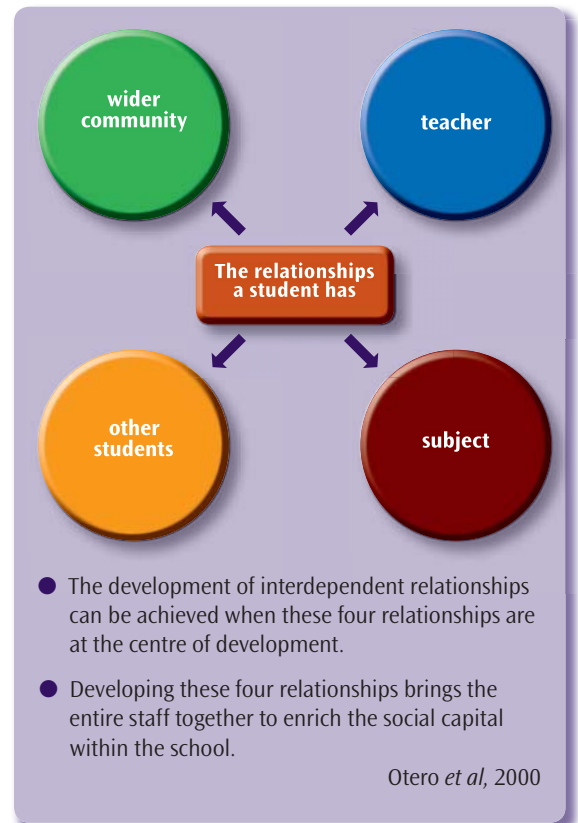 wider
community
teacher
The relationships
a student has
other
students
subject
● The development of interdependent relationships
can be achieved when these four relationships are
at the centre of development.
● Developing these four relationships brings the
entire staff together to enrich the social capital
within the school.
Otero et al, 2000